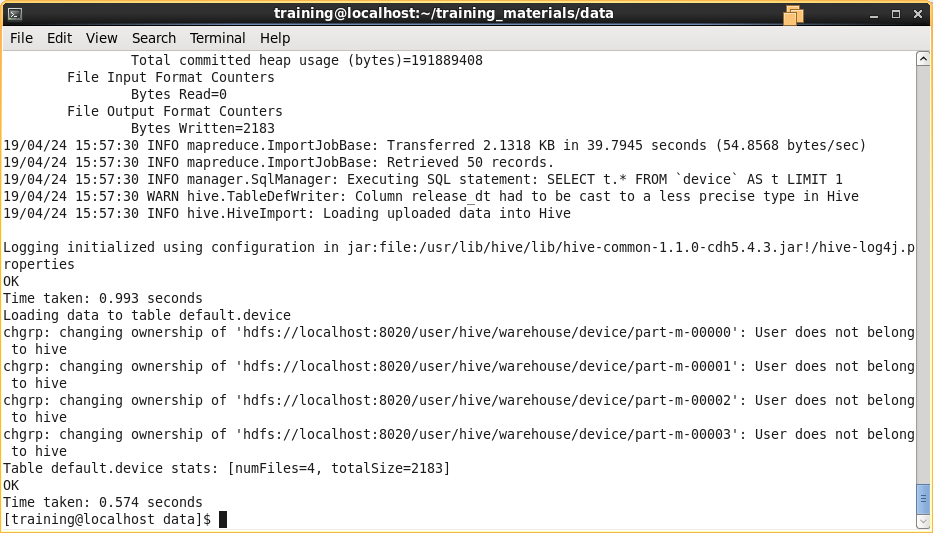 training@localhost:~/training_materials/data
File Edit View Search Terminal Help
Total committed heap usage (bytes)=191889408
File Input Format Counters
Bytes Read=0
File Output Format Counters
Bytes Written=2183
19/04/24 15:57:30 INFO mapreduce.ImportJobBase: Transferred 2.1318 KB in 39.7945 seconds (54.8568 bytes/sec)
19/04/24 15:57:30 INFO mapreduce.ImportJobBase: Retrieved 50 records.
19/04/24 15:57:30 INFO manager.SqlManager: Executing SQL statement: SELECT t.* FROM `device` AS t LIMIT 1
19/04/24 15:57:30 WARN hive.TableDefWriter: Column release_dt had to be cast to a less precise type in Hive
19/04/24 15:57:30 INFO hive.HiveImport: Loading uploaded data into Hive
Logging initialized using configuration in jar:file:/usr/lib/hive/lib/hive-common-1.1.0-cdh5.4.3.jar!/hive-log4j.p
roperties
OK
Time taken: 0.993 seconds
Loading data to table default.device
chgrp: changing ownership of 'hdfs://localhost:8020/user/hive/warehouse/device/part-m-00000': User does not belong
to hive
chgrp: changing ownership of 'hdfs://localhost:8020/user/hive/warehouse/device/part-m-00001': User does not belong
to hive
chgrp: changing ownership of 'hdfs://localhost:8020/user/hive/warehouse/device/part-m-00002': User does not belong
to hive
chgrp: changing ownership of 'hdfs://localhost:8020/user/hive/warehouse/device/part-m-00003': User does not belong
to hive
Table default.device stats: [numFiles=4, totalSize=2183]
OK
Time taken: 0.574 seconds
[training@localhost data]$